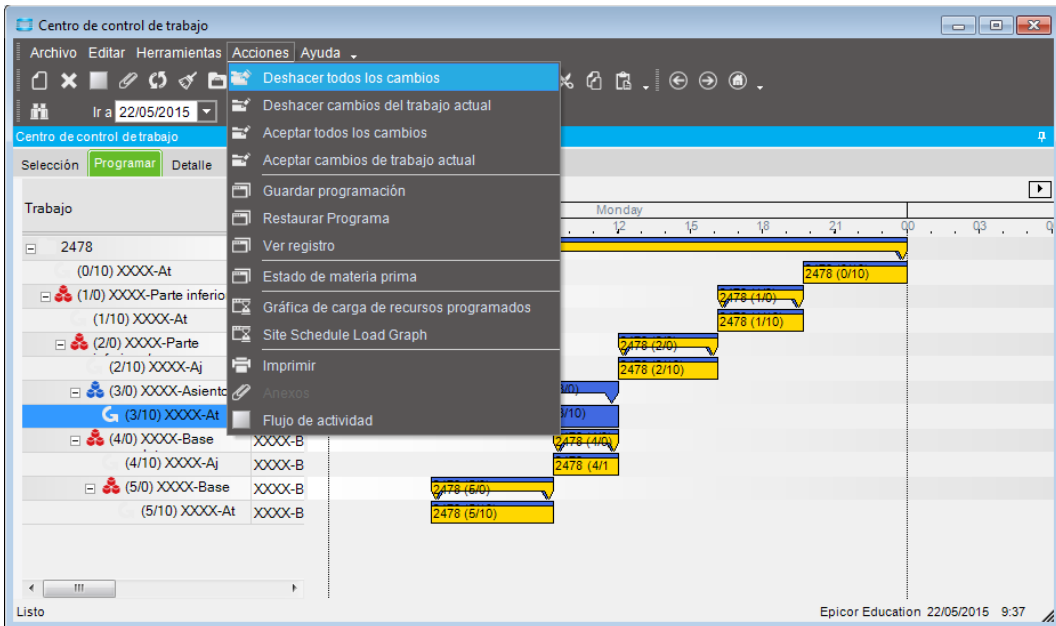 Centro de control de trabajo
Archivo Editar Herramientas Acciones Ayuda
Ir a 22/05/2015
Centro de control de trabajo
Selección Programar Detalle
Deshacer todos los cambios
Deshacer cambios del trabajo actual
Aceptar todos los cambios
Aceptar cambios de trabajo actual
Guardar programación
Restaurar Programa
Ver registro
Estado de materia prima
Gráfica de carga de recursos programados
Site Schedule Load Graph
Imprimir
Anexos
Flujo de actividad
Trabajo
Monday
12 15 18 21 00 03
2478
(0/10) XXXX-At
2478 (0/10)
(1/0) XXXX-Parte inferio
2478 (1/0)
(1/10) XXXX-At
2478 (1/10)
(2/0) XXXX-Parte
2478 (2/0)
(2/10) XXXX-Aj
2478 (2/10)
(3/0) XXXX-Asiento
/0)
(3/10) XXXX-At
/10)
(4/0) XXXX-Base XXXX-B
2478 (4/0)
(4/10) XXXX-Aj XXXX-B
2478 (4/1
(5/0) XXXX-Base XXXX-B
2478 (5/0)
(5/10) XXXX-At XXXX-B
2478 (5/10)
Listo
Epicor Education 22/05/2015 9:37